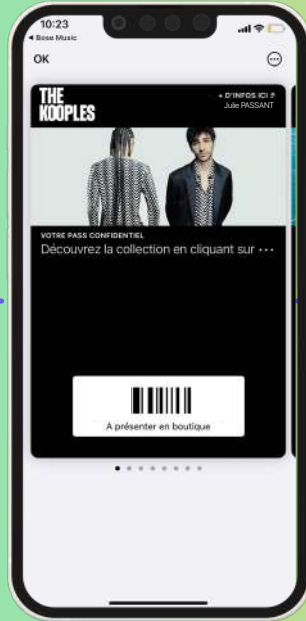 10:23
◀ Bose Music
OK
THE
KOOPLES
+ D'INFOS ICI
Julie PASSANT
VOTRE PASS CONFIDENTIEL
Découvrez la collection en cliquant sur ...
A présenter en boutique